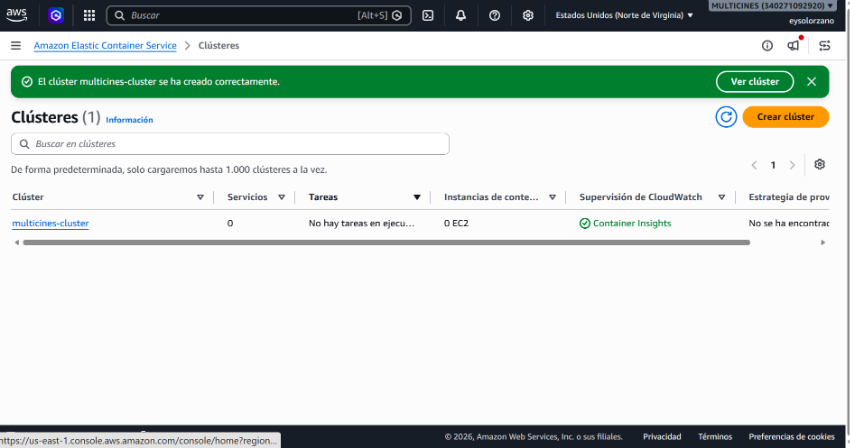 aws
Buscar
[Alt+S]
Estados Unidos (Norte de Virginia)
MULTICINES (340271092920)
eysolorzano
Amazon Elastic Container Service
Clústeres
El clúster multicines-cluster se ha creado correctamente.
Ver clúster
Clústeres (1)
Información
Crear clúster
Buscar en clústeres
De forma predeterminada, solo cargaremos hasta 1.000 clústeres a la vez.
1
Clúster
Servicios
Tareas
Instancias de conte...
Supervisión de CloudWatch
Estrategia de prov
multicines-cluster
0
No hay tareas en ejecu...
0 EC2
Container Insights
No se ha encontrad
https://us-east-1.console.aws.amazon.com/console/home?region...
© 2026, Amazon Web Services, Inc. o sus filiales.
Privacidad
Términos
Preferencias de cookies